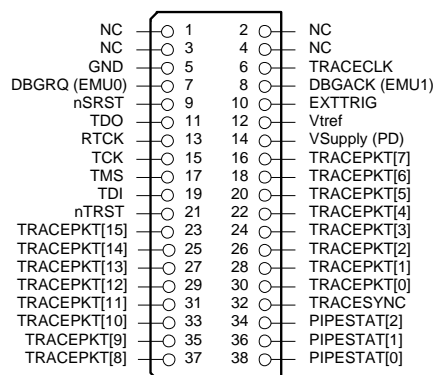 NC 1 2 NC
NC 3 4 NC
GND 5 6 TRACECLK
DBGRQ (EMU0) 7 8 DBGACK (EMU1)
nSRST 9 10 EXTTRIG
TDO 11 12 Vtref
RTCK 13 14 VSupply (PD)
TCK 15 16 TRACEPKT[7]
TMS 17 18 TRACEPKT[6]
TDI 19 20 TRACEPKT[5]
nTRST 21 22 TRACEPKT[4]
TRACEPKT[15] 23 24 TRACEPKT[3]
TRACEPKT[14] 25 26 TRACEPKT[2]
TRACEPKT[13] 27 28 TRACEPKT[1]
TRACEPKT[12] 29 30 TRACEPKT[0]
TRACEPKT[11] 31 32 TRACESYNC
TRACEPKT[10] 33 34 PIPESTAT[2]
TRACEPKT[9] 35 36 PIPESTAT[1]
TRACEPKT[8] 37 38 PIPESTAT[0]